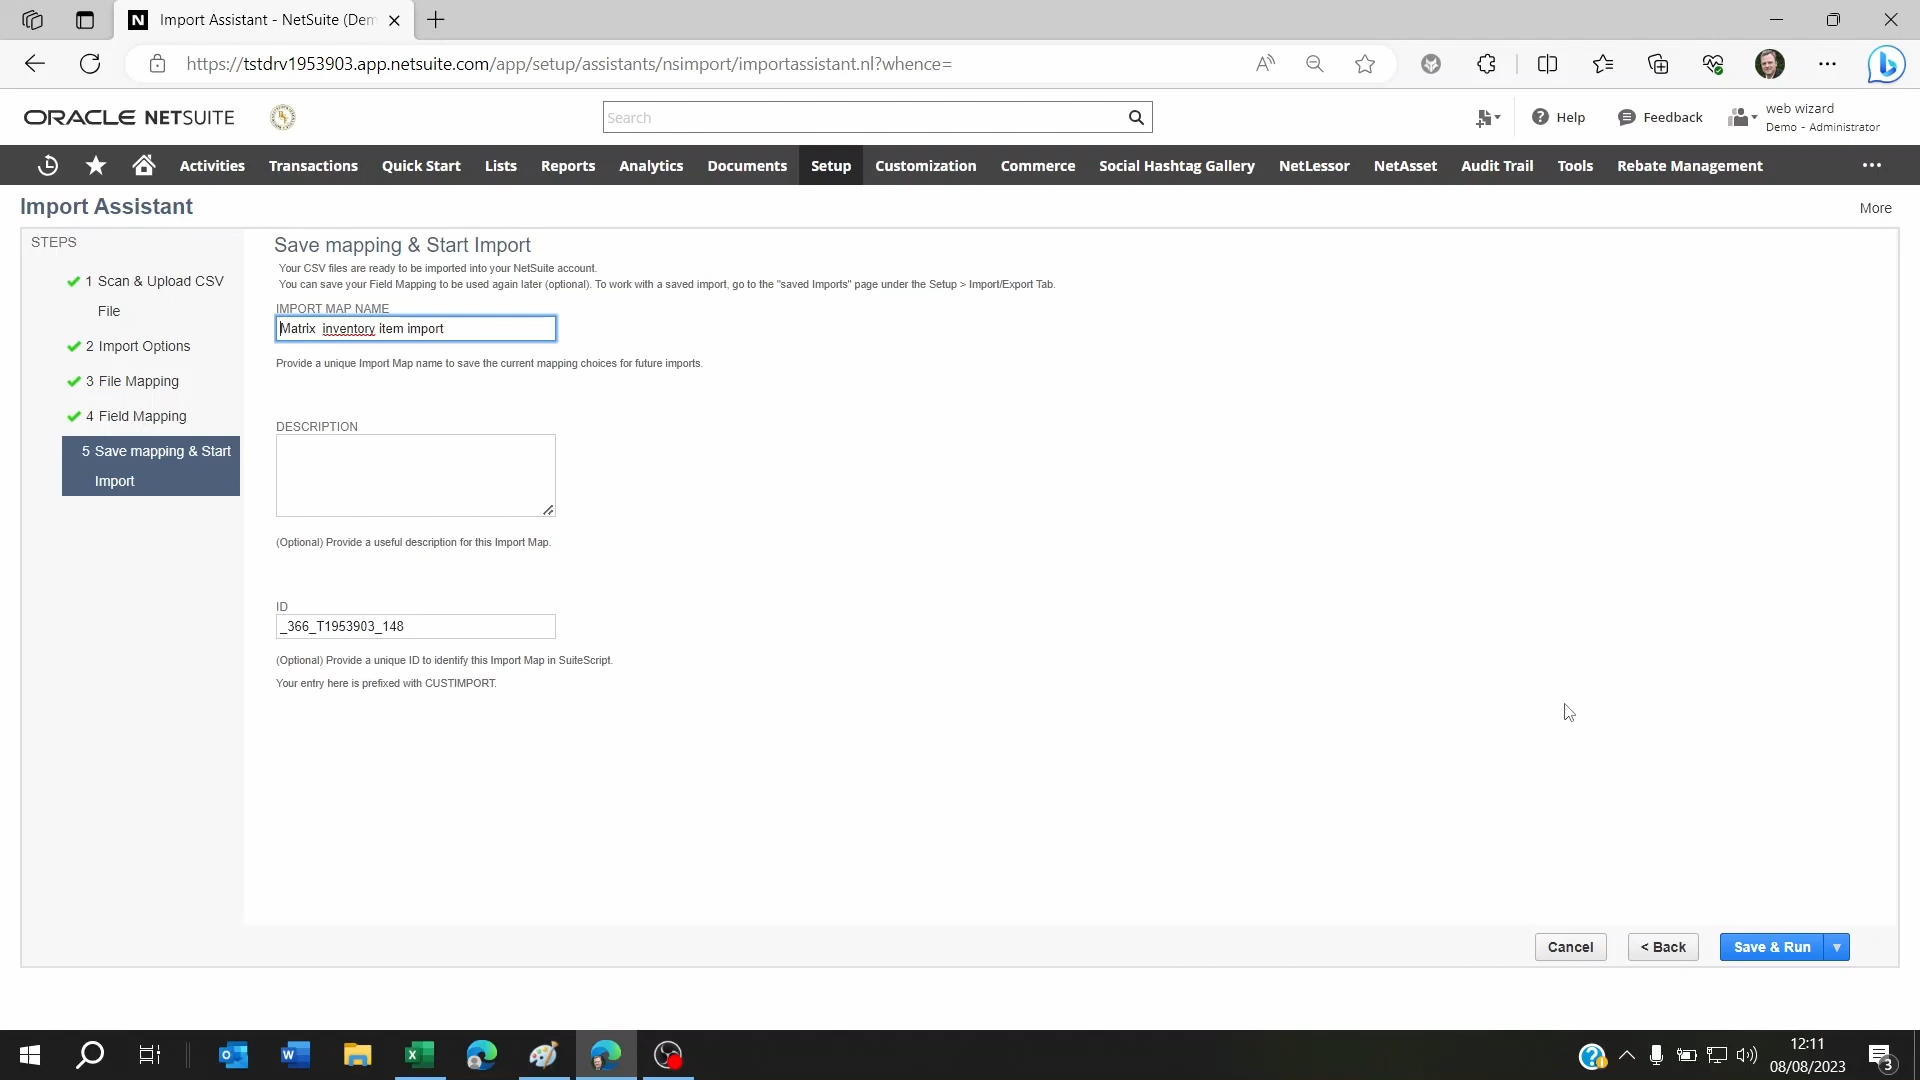 Import Assistant - NetSuite (Dem
https://tstdrv1953903.app.netsuite.com/app/setup/assistants/nsimport/importassistant.nl?whence=
ORACLE NETSUITE
Search
Help
Feedback
web wizard
Demo - Administrator
Activities Transactions Quick Start Lists Reports Analytics Documents Setup Customization Commerce Social Hashtag Gallery NetLessor NetAsset Audit Trail Tools Rebate Management
Import Assistant
More
STEPS
1 Scan & Upload CSV
File
2 Import Options
3 File Mapping
4 Field Mapping
5 Save mapping & Start
Import
Save mapping & Start Import
Your CSV files are ready to be imported into your NetSuite account.
You can save your Field Mapping to be used again later (optional). To work with a saved import, go to the "saved Imports" page under the Setup > Import/Export Tab.
IMPORT MAP NAME
Matrix inventory item import
Provide a unique Import Map name to save the current mapping choices for future imports.
DESCRIPTION
(Optional) Provide a useful description for this Import Map.
ID
_366_T1953903_148
(Optional) Provide a unique ID to identify this Import Map in SuiteScript.
Your entry here is prefixed with CUSTIMPORT.
Cancel
< Back
Save & Run
12:11
08/08/2023
3